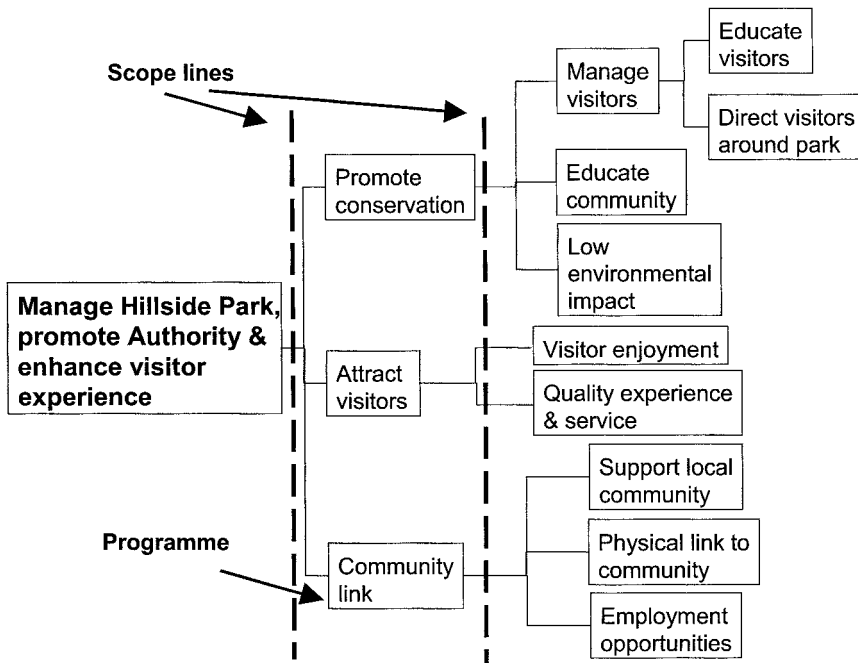 Scope lines
Manage Hillside Park,
promote Authority &
enhance visitor
experience
Programme
Promote
conservation
Attract
visitors
Community
link
Manage
visitors
Educate
visitors
Direct visitors
around park
Educate
community
Low
environmental
impact
Visitor enjoyment
Quality experience
& service
Support local
community
Physical link to
community
Employment
opportunities